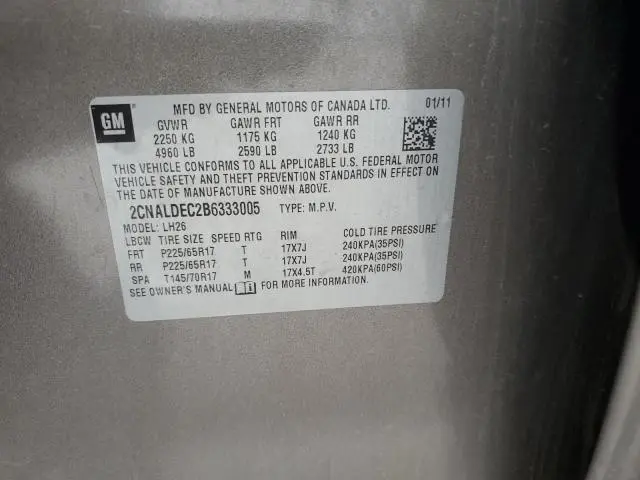 GM
MFD BY GENERAL MOTORS OF CANADA LTD. 01/11
GVWR GAWR FRT GAWR RR
2250 KG 1175 KG 1240 KG
4960 LB 2590 LB 2733 LB
THIS VEHICLE CONFORMS TO ALL APPLICABLE U.S. FEDERAL MOTOR
VEHICLE SAFETY AND THEFT PREVENTION STANDARDS IN EFFECT ON
THE DATE OF MANUFACTURE SHOWN ABOVE.
2CNALDEC2B6333005 TYPE: M.P.V.
MODEL: LH26
LBCW TIRE SIZE SPEED RTG RIM COLD TIRE PRESSURE
FRT P225/65R17 T 17X7J 240KPA(35PSI)
RR P225/65R17 T 17X7J 240KPA(35PSI)
SPA T145/70R17 M 17X4.5T 420KPA(60PSI)
SEE OWNER'S MANUAL FOR MORE INFORMATION.